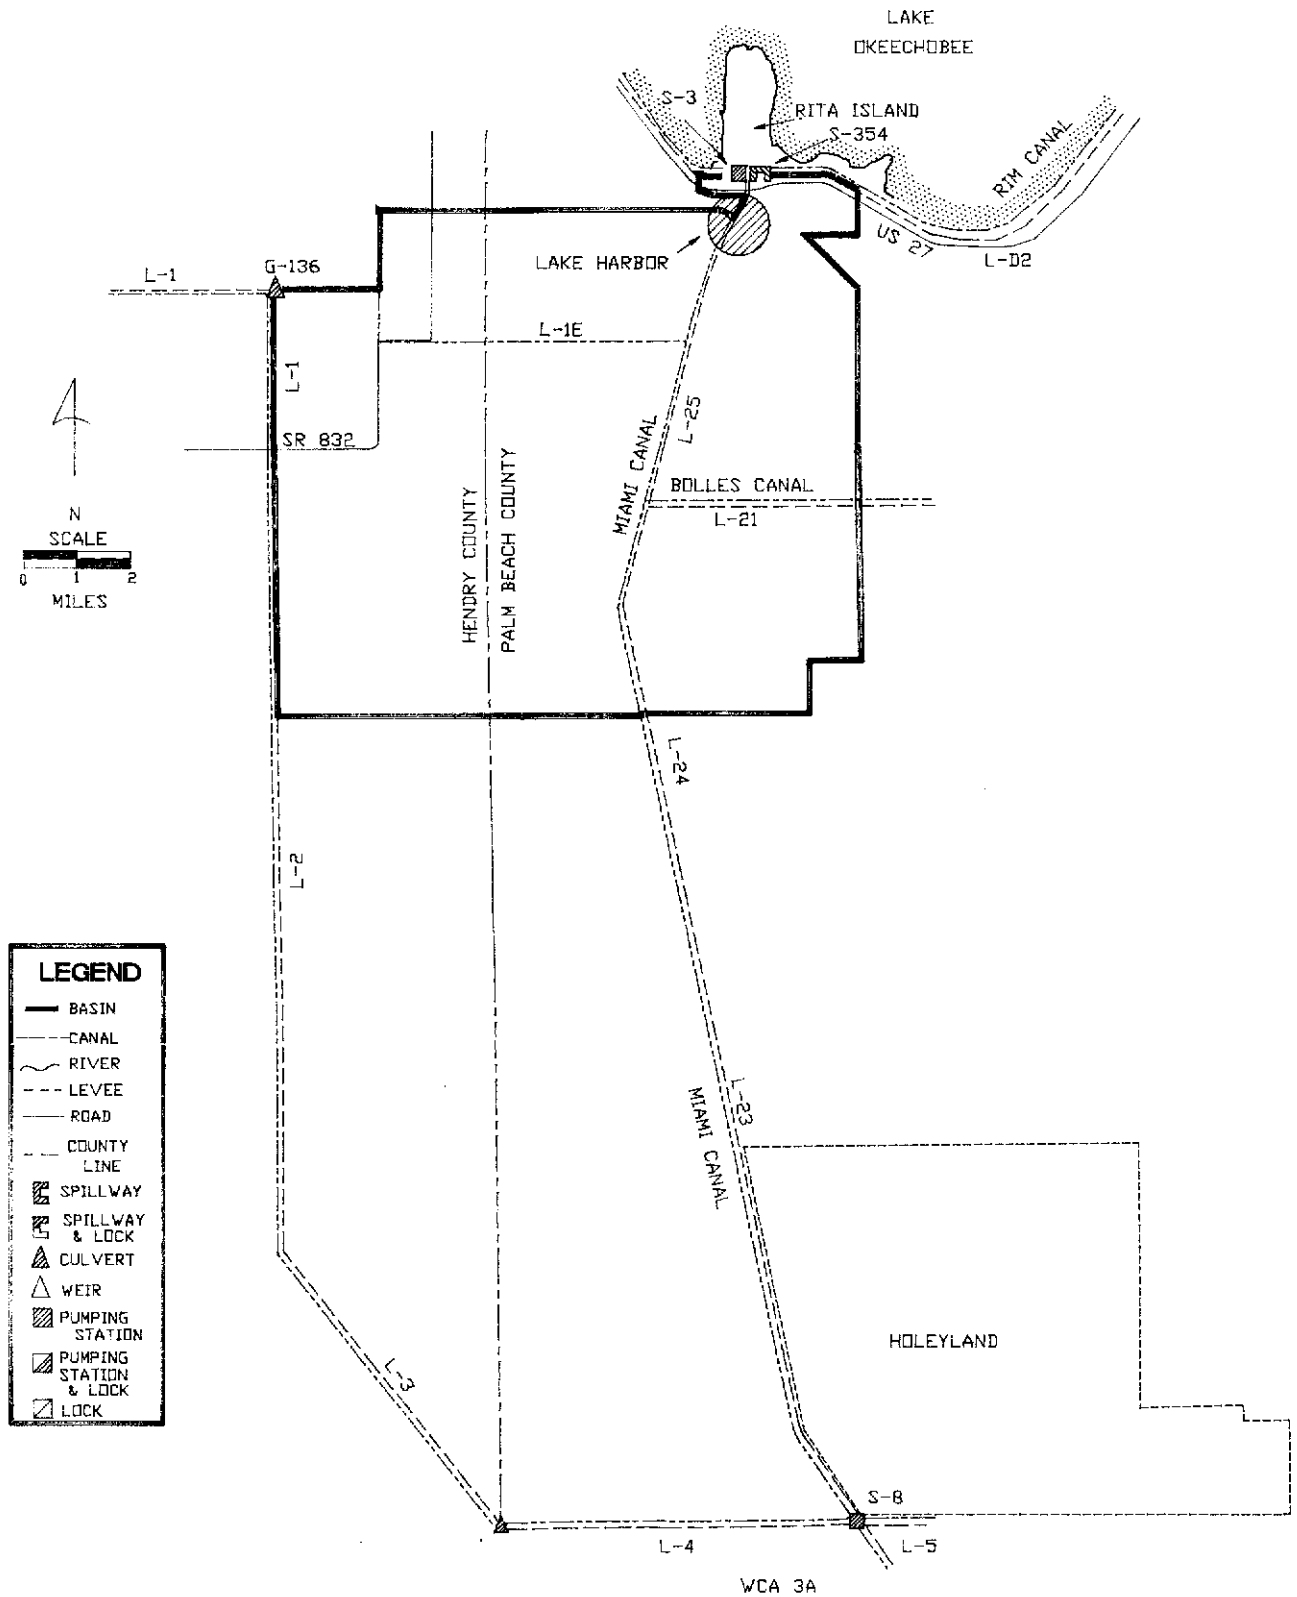 LAKE
OKEECHOBEE
S-3
RITA ISLAND
S-354
RIM CANAL
US 27
L-D2
LAKE HARBOR
G-136
L-1
L-1E
L-1
L-25
SR 832
MIAMI CANAL
BOLLES CANAL
L-21
HENDRY COUNTY
PALM BEACH COUNTY
N
SCALE
0 1 2
MILES
L-24
L-2
LEGEND
BASIN
CANAL
RIVER
LEVEE
ROAD
COUNTY
LINE
SPILLWAY
SPILLWAY
& LOCK
CULVERT
WEIR
PUMPING
STATION
PUMPING
STATION
& LOCK
LOCK
L-23
MIAMI CANAL
HOLEYLAND
L-3
S-8
L-4
L-5
WCA 3A